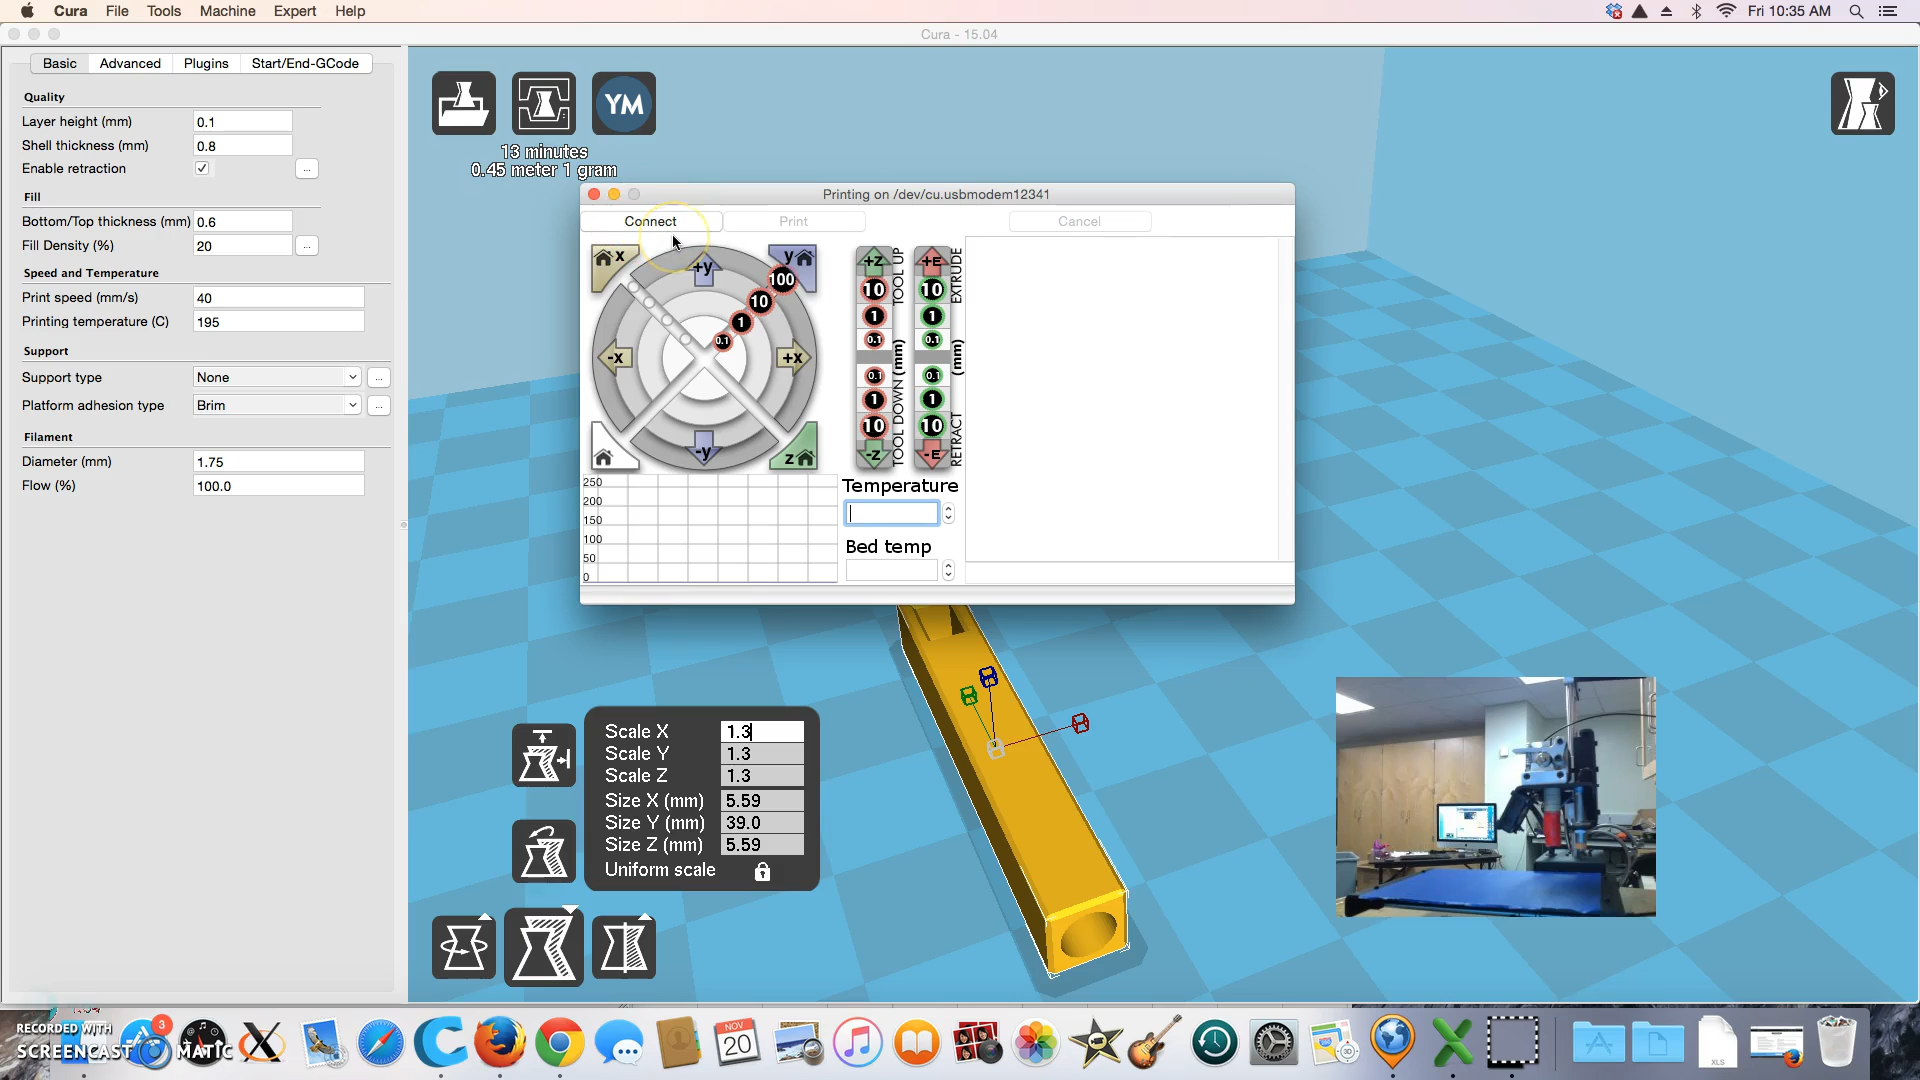 Cura File Tools Machine Expert Help
Fri 10:35 AM
Cura - 15.04
Basic Advanced Plugins Start/End-GCode
Quality
Layer height (mm) 0.1
Shell thickness (mm) 0.8
Enable retraction ...
Fill
Bottom/Top thickness (mm) 0.6
Fill Density (%) 20 ...
Speed and Temperature
Print speed (mm/s) 40
Printing temperature (C) 195
Support
Support type None ...
Platform adhesion type Brim ...
Filament
Diameter (mm) 1.75
Flow (%) 100.0
YM
13 minutes
0.45 meter 1 gram
Printing on /dev/cu.usbmodem12341
Connect Print Cancel
x
+y
y
100
10
1
0.1
-x
+x
-y
z
+Z
10
1
0.1
0.1
1
10
-Z
TOOL UP
(mm)
TOOL DOWN
+E
10
1
0.1
0.1
1
10
-E
EXTRUDE
(mm)
RETRACT
250
200
150
100
50
0
Temperature
Bed temp
Scale X 1.3
Scale Y 1.3
Scale Z 1.3
Size X (mm) 5.59
Size Y (mm) 39.0
Size Z (mm) 5.59
Uniform scale
RECORDED WITH
SCREENCAST MATIC
3
NOV
20
3D
XLS